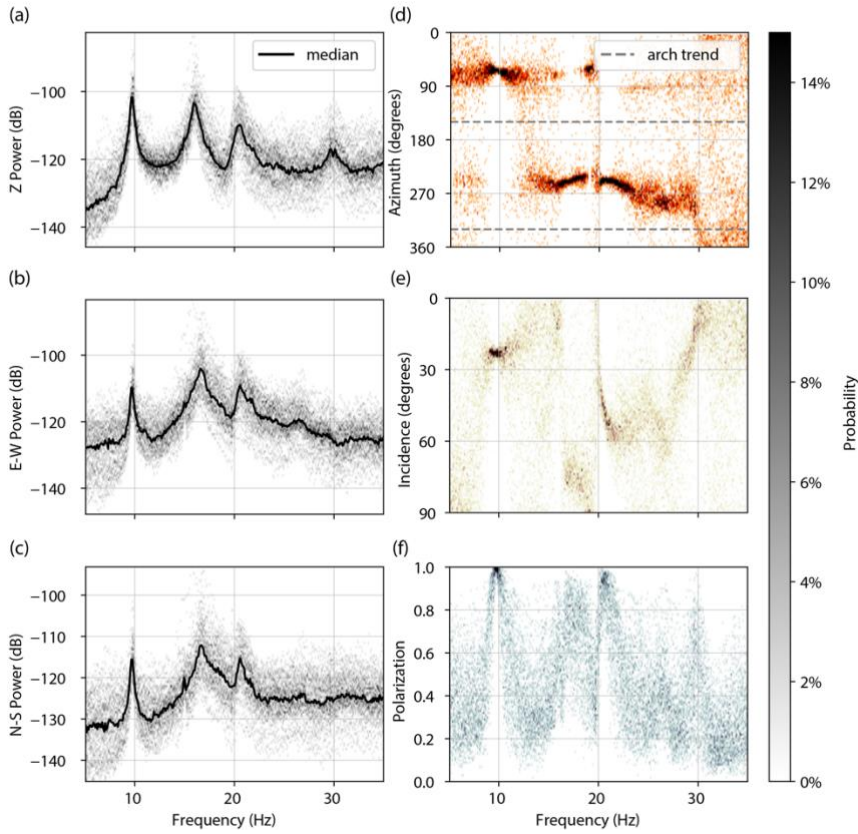 (a)
median
−100
−120
−140
Z Power (dB)
(b)
−100
−120
−140
E-W Power (dB)
(c)
−100
−110
−120
−130
−140
N-S Power (dB)
10
20
30
Frequency (Hz)
(d)
arch trend
0
90
180
270
360
Azimuth (degrees)
(e)
0
30
60
90
Incidence (degrees)
(f)
1.0
0.8
0.6
0.4
0.2
0.0
Polarization
10
20
30
Frequency (Hz)
14%
12%
10%
8%
6%
4%
2%
0%
Probability